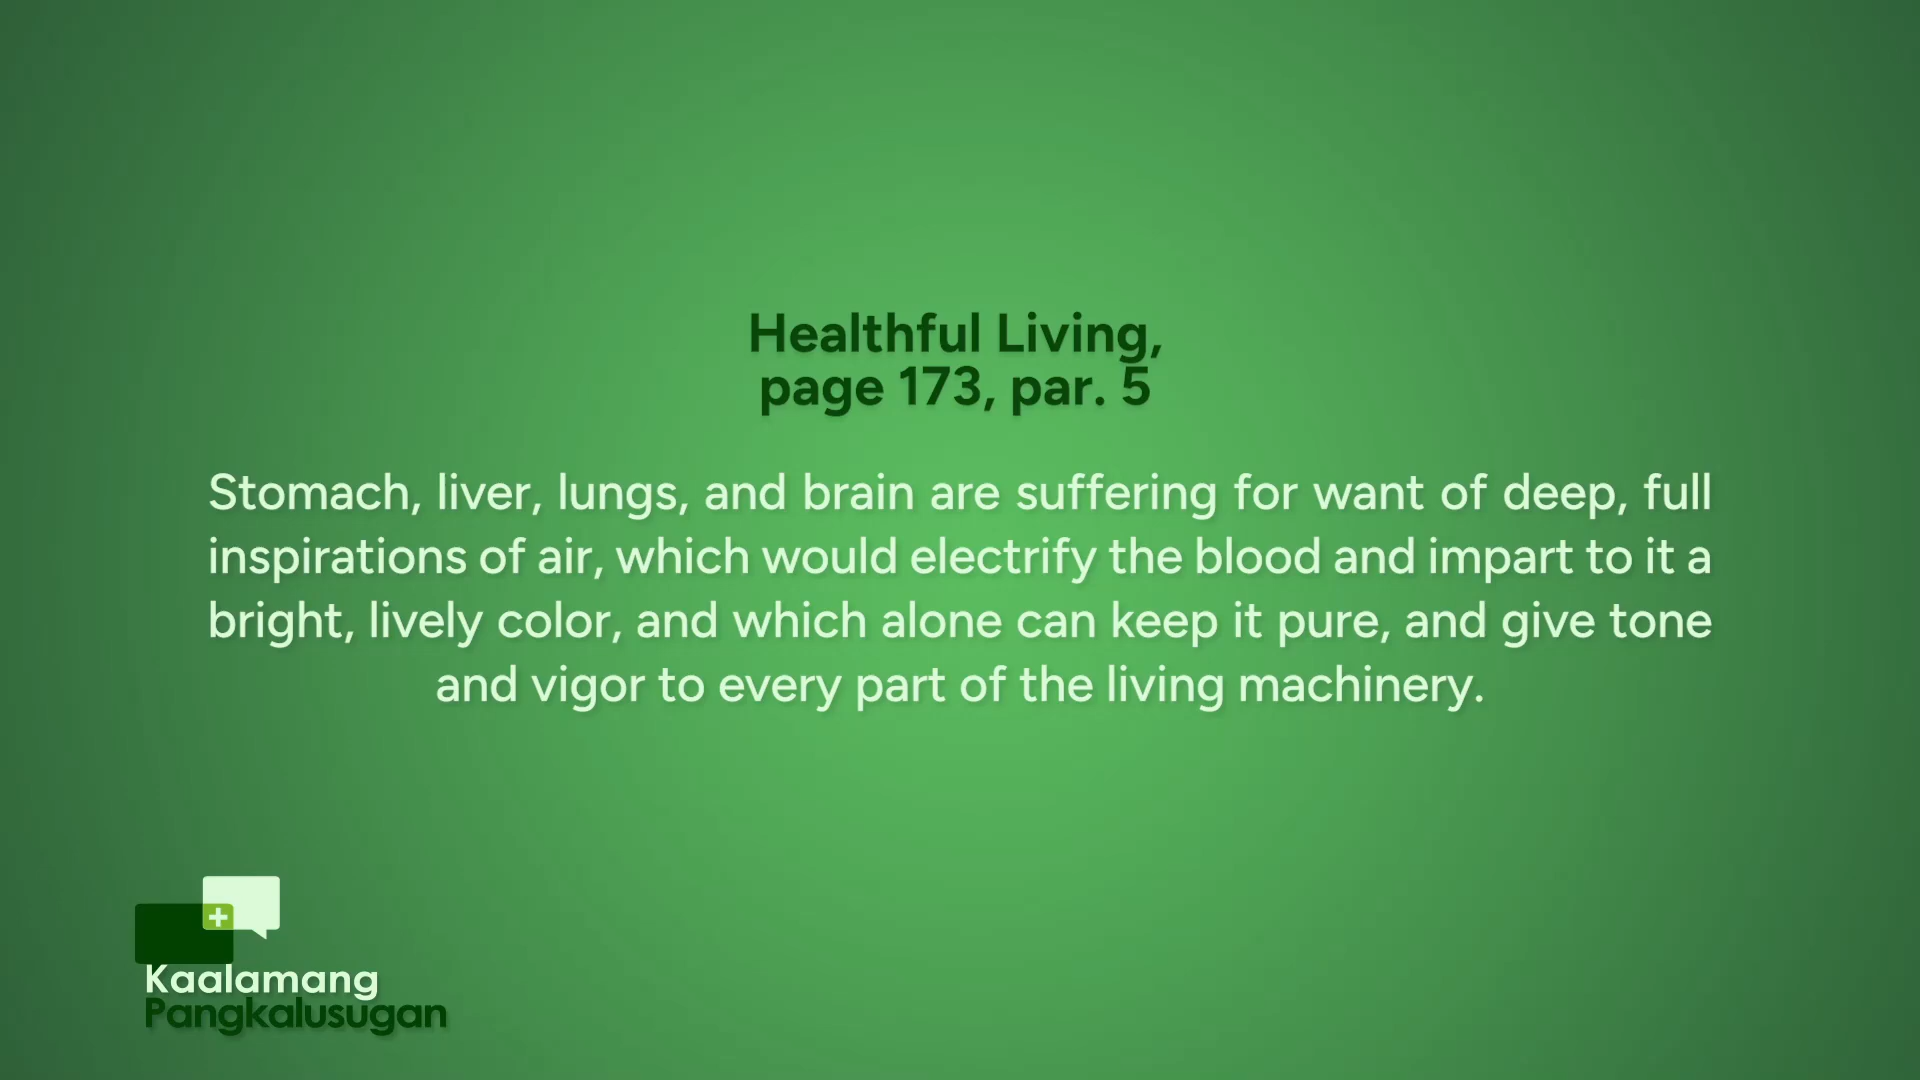 Healthful Living,
page 173, par. 5
Stomach, liver, lungs, and brain are suffering for want of deep, full
inspirations of air, which would electrify the blood and impart to it a
bright, lively color, and which alone can keep it pure, and give tone
and vigor to every part of the living machinery.
Kaalamang
Pangkalusugan